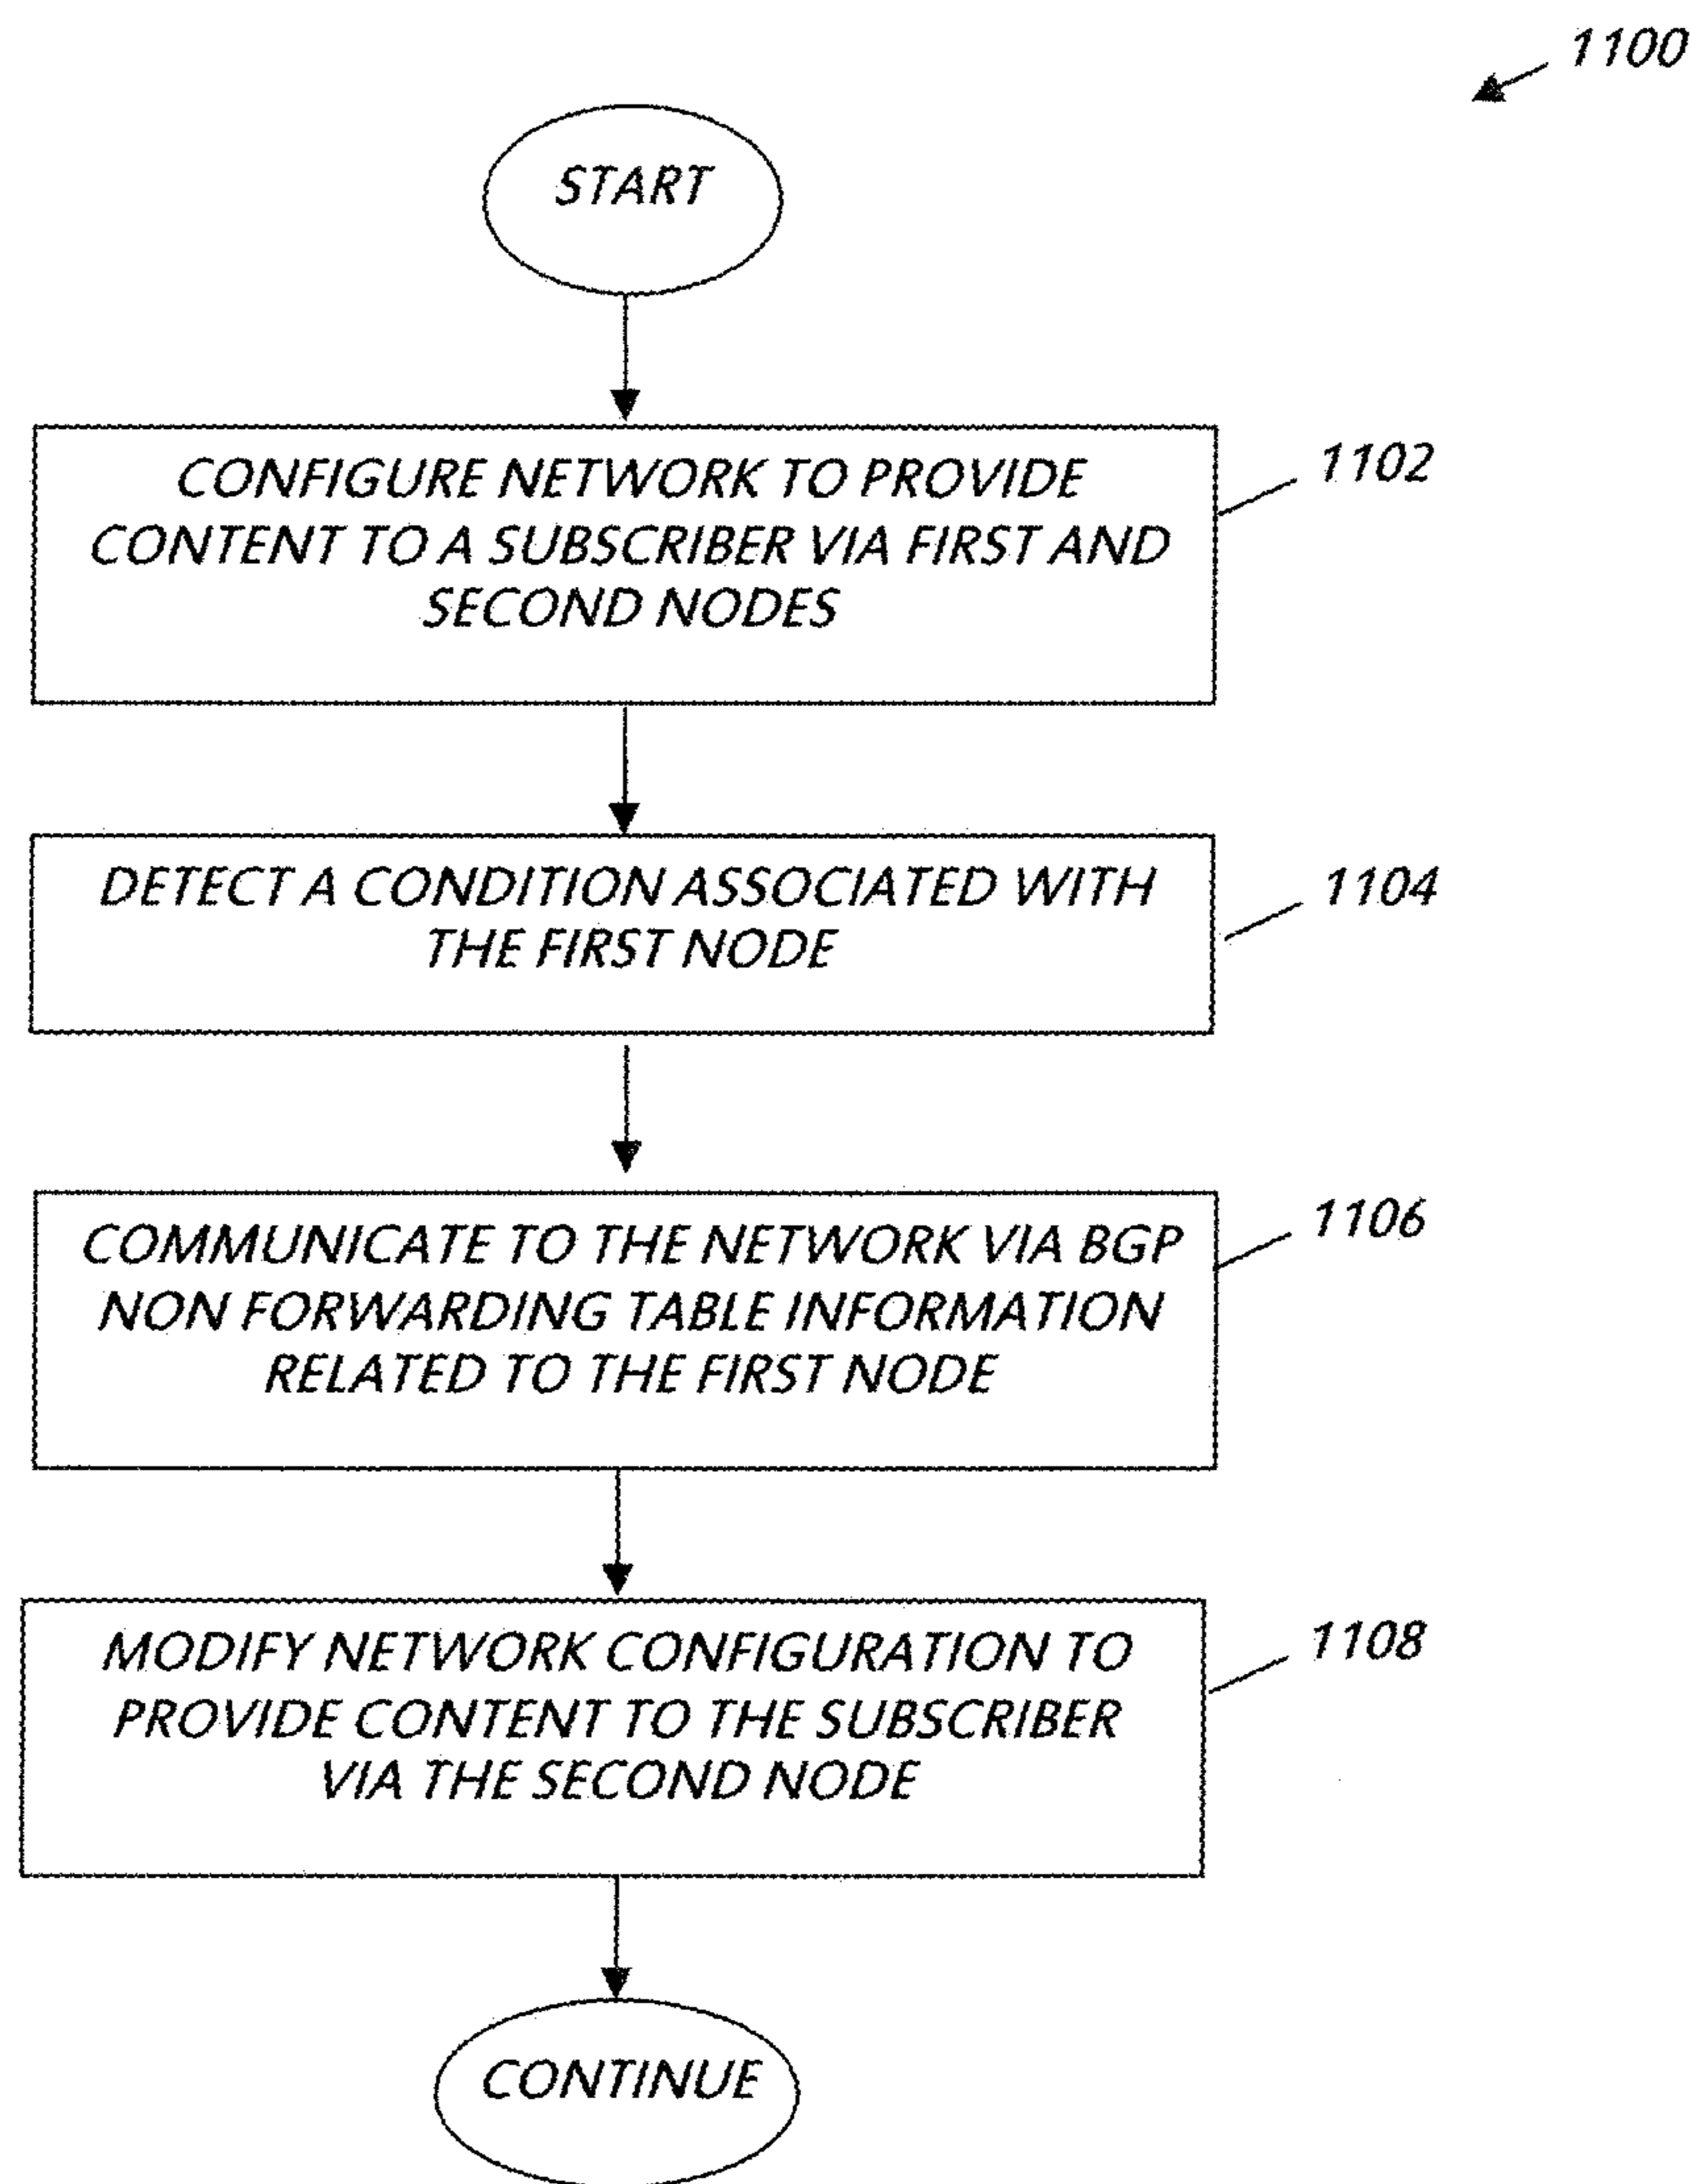 1100
START
CONFIGURE NETWORK TO PROVIDE
CONTENT TO A SUBSCRIBER VIA FIRST AND
SECOND NODES
1102
DETECT A CONDITION ASSOCIATED WITH
THE FIRST NODE
1104
COMMUNICATE TO THE NETWORK VIA BGP
NON FORWARDING TABLE INFORMATION
RELATED TO THE FIRST NODE
1106
MODIFY NETWORK CONFIGURATION TO
PROVIDE CONTENT TO THE SUBSCRIBER
VIA THE SECOND NODE
1108
CONTINUE